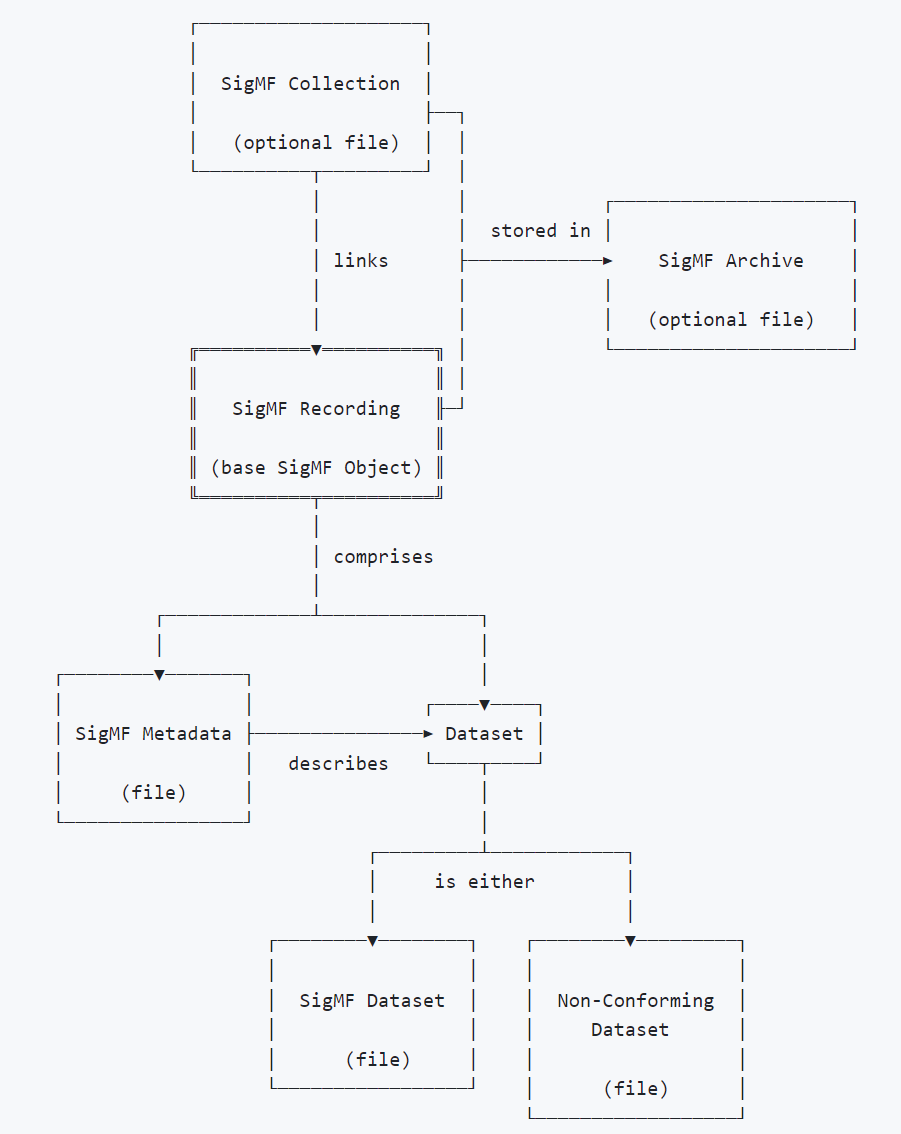 SigMF Collection
(optional file)
stored in
links
SigMF Archive
(optional file)
SigMF Recording
(base SigMF Object)
comprises
SigMF Metadata
Dataset
describes
(file)
is either
SigMF Dataset
(file)
Non-Conforming
Dataset
(file)